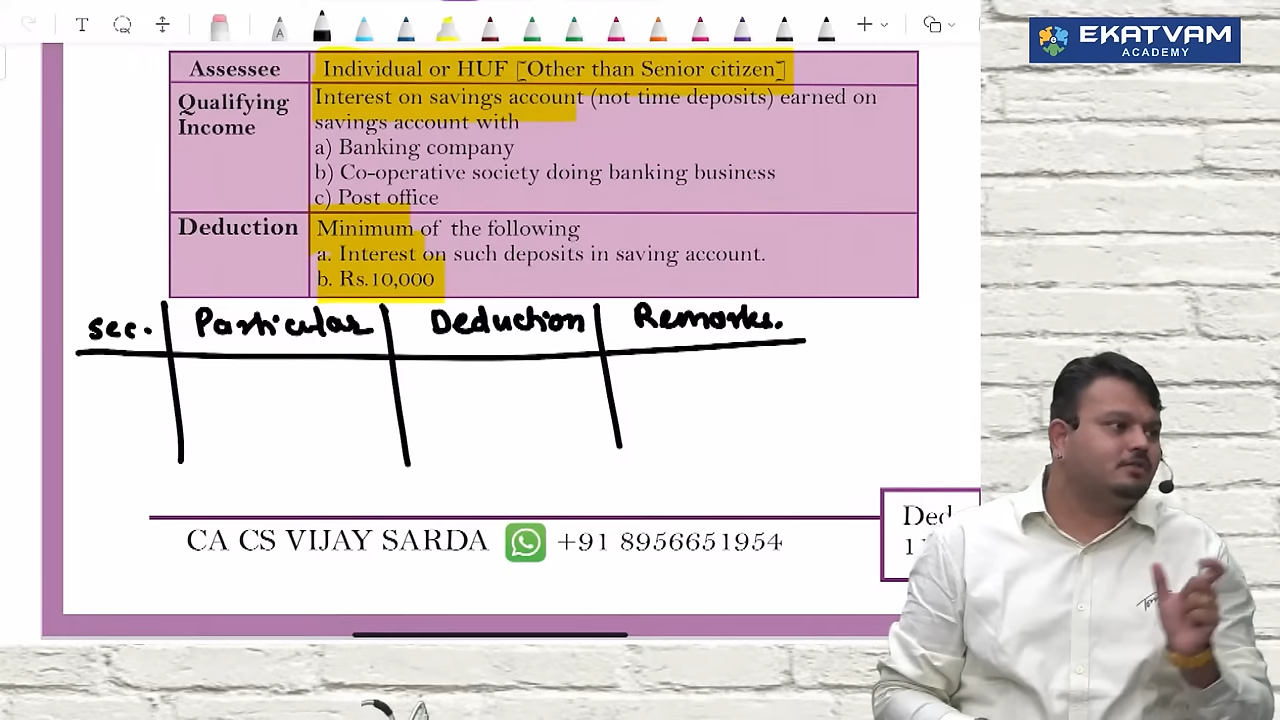 T
A
EKATVAM
ACADEMY
Assessee Individual or HUF [Other than Senior citizen]
Qualifying Income Interest on savings account (not time deposits) earned on
savings account with
a) Banking company
b) Co-operative society doing banking business
c) Post office
Deduction Minimum of the following
a. Interest on such deposits in saving account.
b. Rs.10,000
Sec. Particular Deduction Remarks.
CA CS VIJAY SARDA +91 8956651954
Ded